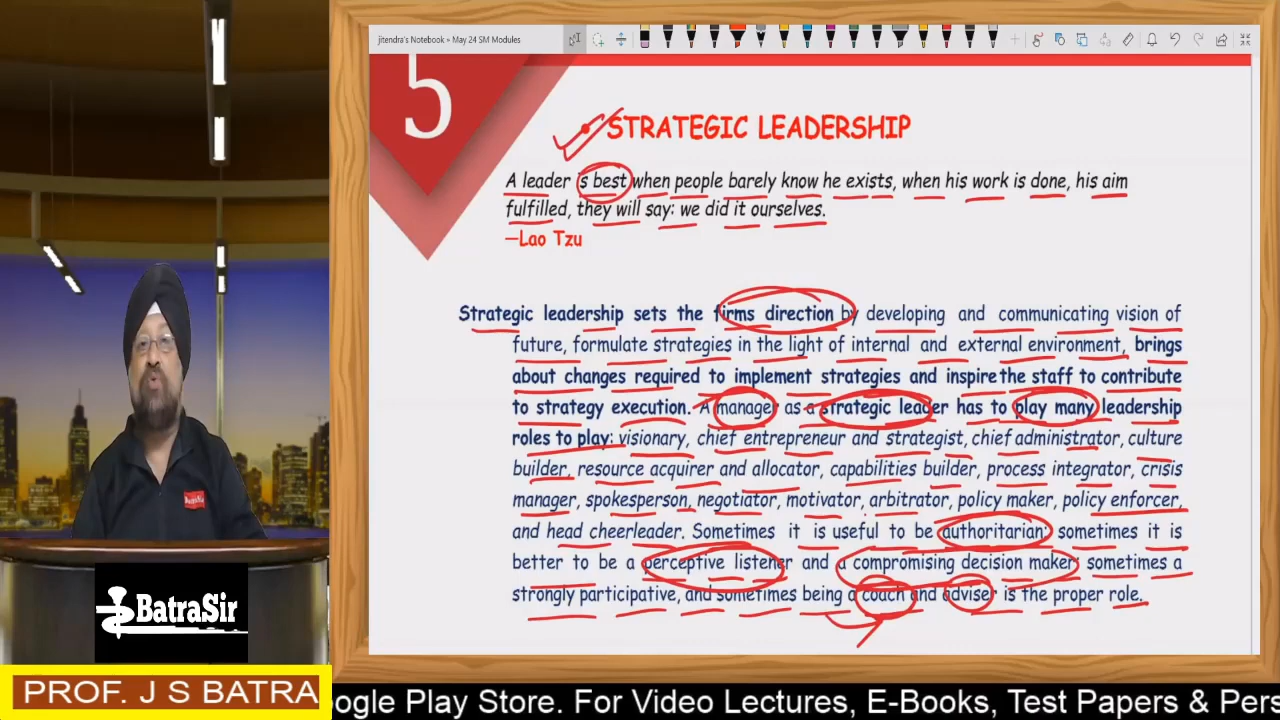 jitendra's Notebook » May 24 SM Modules
5
STRATEGIC LEADERSHIP
A leader is best when people barely know he exists, when his work is done, his aim
fulfilled, they will say: we did it ourselves.
—Lao Tzu
Strategic leadership sets the firms direction by developing and communicating vision of
future, formulate strategies in the light of internal and external environment, brings
about changes required to implement strategies and inspire the staff to contribute
to strategy execution. A manager as a strategic leader has to play many leadership
roles to play: visionary, chief entrepreneur and strategist, chief administrator, culture
builder, resource acquirer and allocator, capabilities builder, process integrator, crisis
manager, spokesperson, negotiator, motivator, arbitrator, policy maker, policy enforcer,
and head cheerleader. Sometimes it is useful to be authoritarian; sometimes it is
better to be a perceptive listener and a compromising decision maker; sometimes a
strongly participative, and sometimes being a coach and adviser is the proper role.
BatraSir
PROF. J S BATRA
oogle Play Store. For Video Lectures, E-Books, Test Papers & Pers